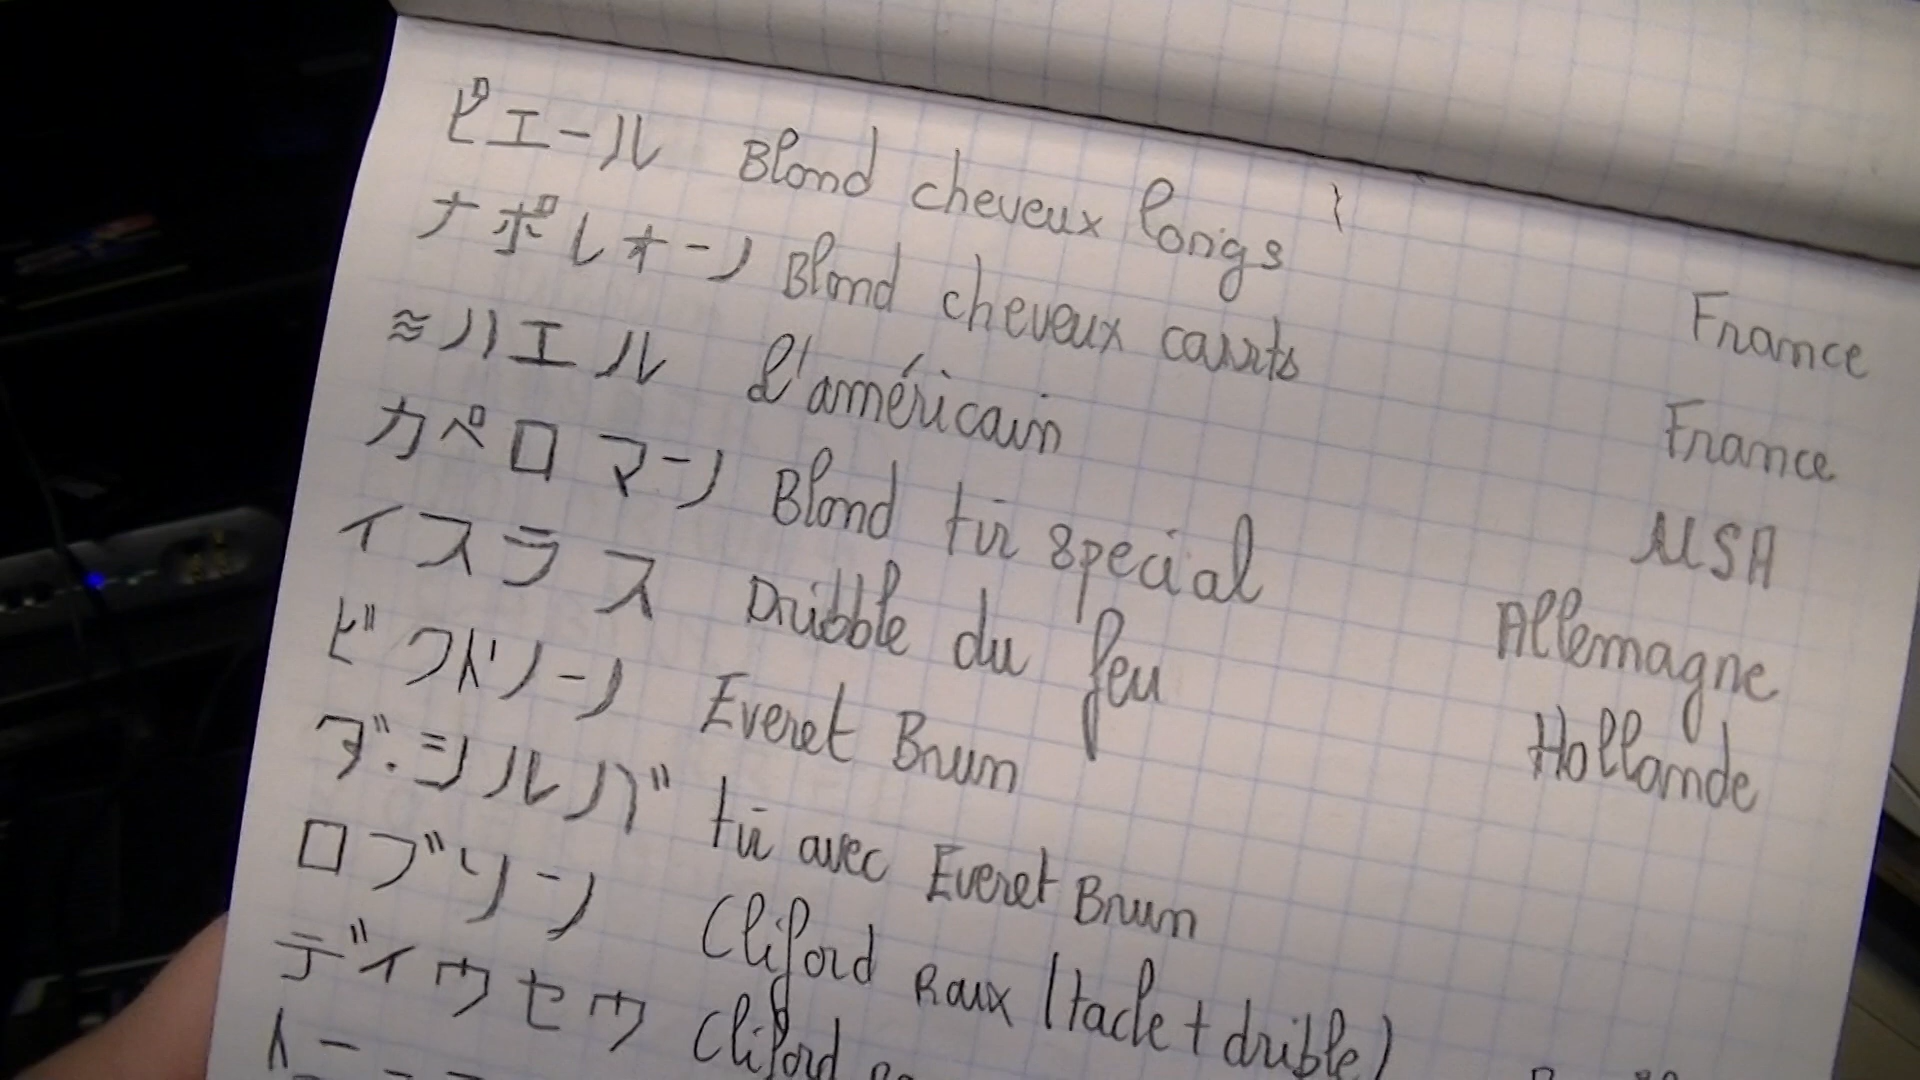 ピエール Blond cheveux longs France
ナポレオーン Blond cheveux courts France
ミハエル l'américain USA
カペロマーン Blond tir special Allemagne
イスラス Dribble du feu Hollande
ビクトリーノ Everet Brun
ダ・シルバ tir avec Everet Brun
ロブソン Cliford Roux (tacle + drible)
ディウセウ Cliford